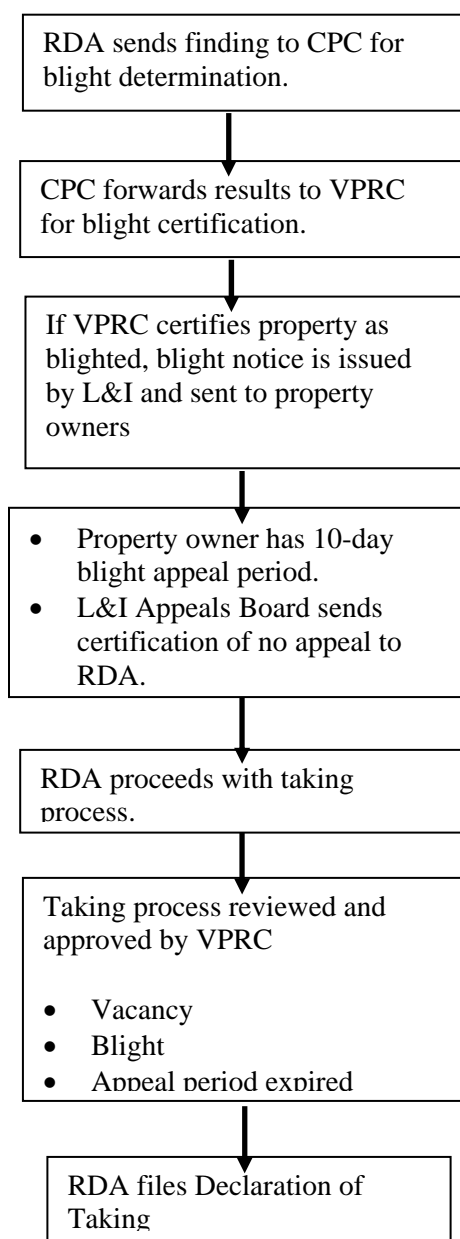 RDA sends finding to CPC for
blight determination.
CPC forwards results to VPRC
for blight certification.
If VPRC certifies property as
blighted, blight notice is issued
by L&I and sent to property
owners
• Property owner has 10-day
blight appeal period.
• L&I Appeals Board sends
certification of no appeal to
RDA.
RDA proceeds with taking
process.
Taking process reviewed and
approved by VPRC
• Vacancy
• Blight
• Appeal period expired
RDA files Declaration of
Taking